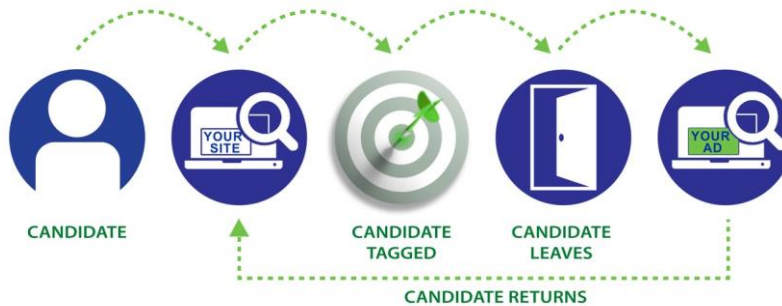 YOUR
SITE
YOUR
AD
CANDIDATE
CANDIDATE
TAGGED
CANDIDATE
LEAVES
CANDIDATE RETURNS